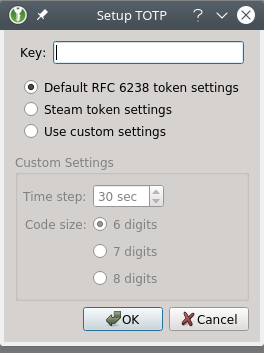 Setup TOTP
Key:
Default RFC 6238 token settings
Steam token settings
Use custom settings
Custom Settings
Time step: 30 sec
Code size: 6 digits
7 digits
8 digits
OK Cancel